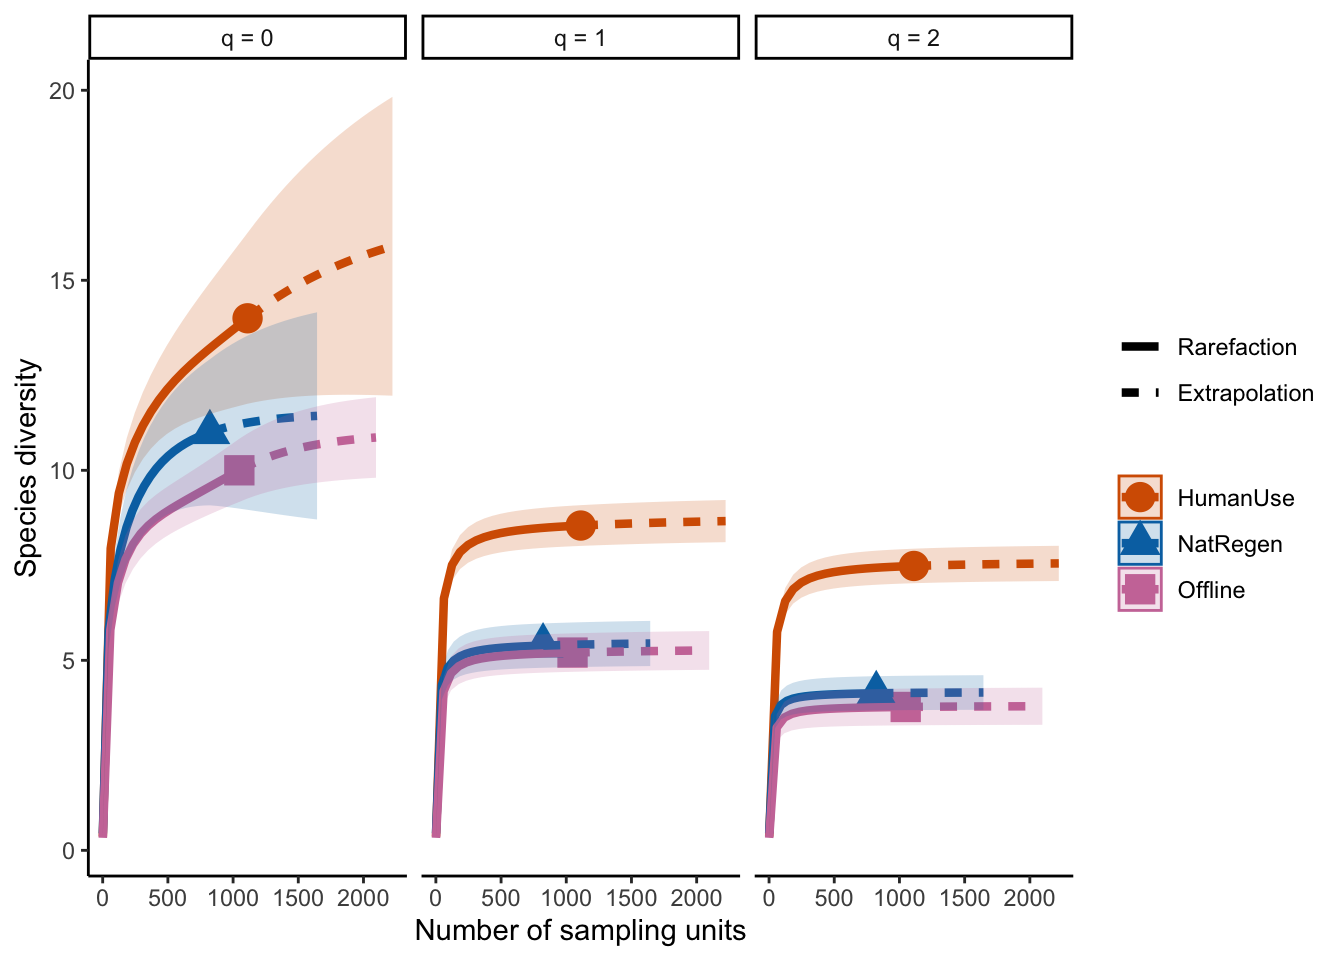 q = 0
q = 1
q = 2
20
15
10
5
0
Species diversity
0 500 1000 1500 2000
0 500 1000 1500 2000
0 500 1000 1500 2000
Number of sampling units
Rarefaction
Extrapolation
HumanUse
NatRegen
Offline